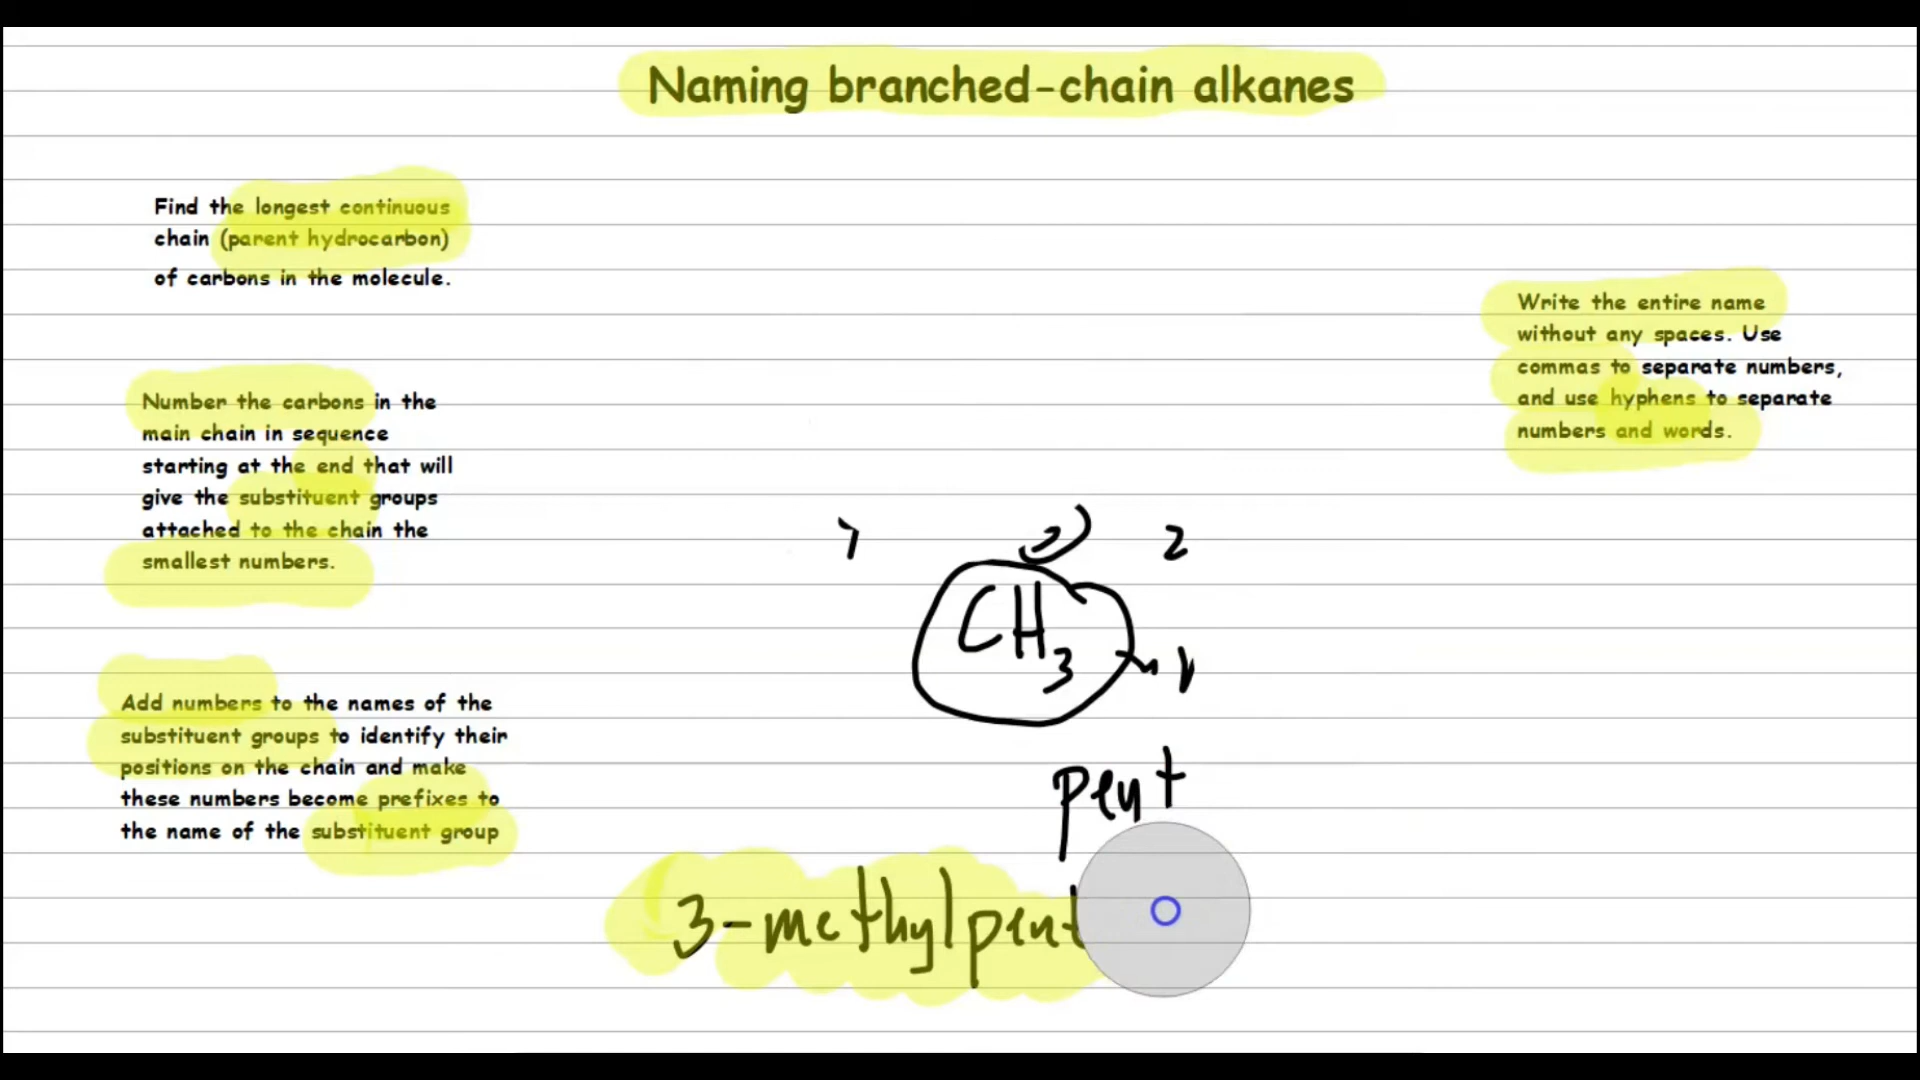 Naming branched-chain alkanes
Find the longest continuous
chain (parent hydrocarbon)
of carbons in the molecule.
Number the carbons in the
main chain in sequence
starting at the end that will
give the substituent groups
attached to the chain the
smallest numbers.
Add numbers to the names of the
substituent groups to identify their
positions on the chain and make
these numbers become prefixes to
the name of the substituent group
Write the entire name
without any spaces. Use
commas to separate numbers,
and use hyphens to separate
numbers and words.
2
CH3
pent
3-methylpent